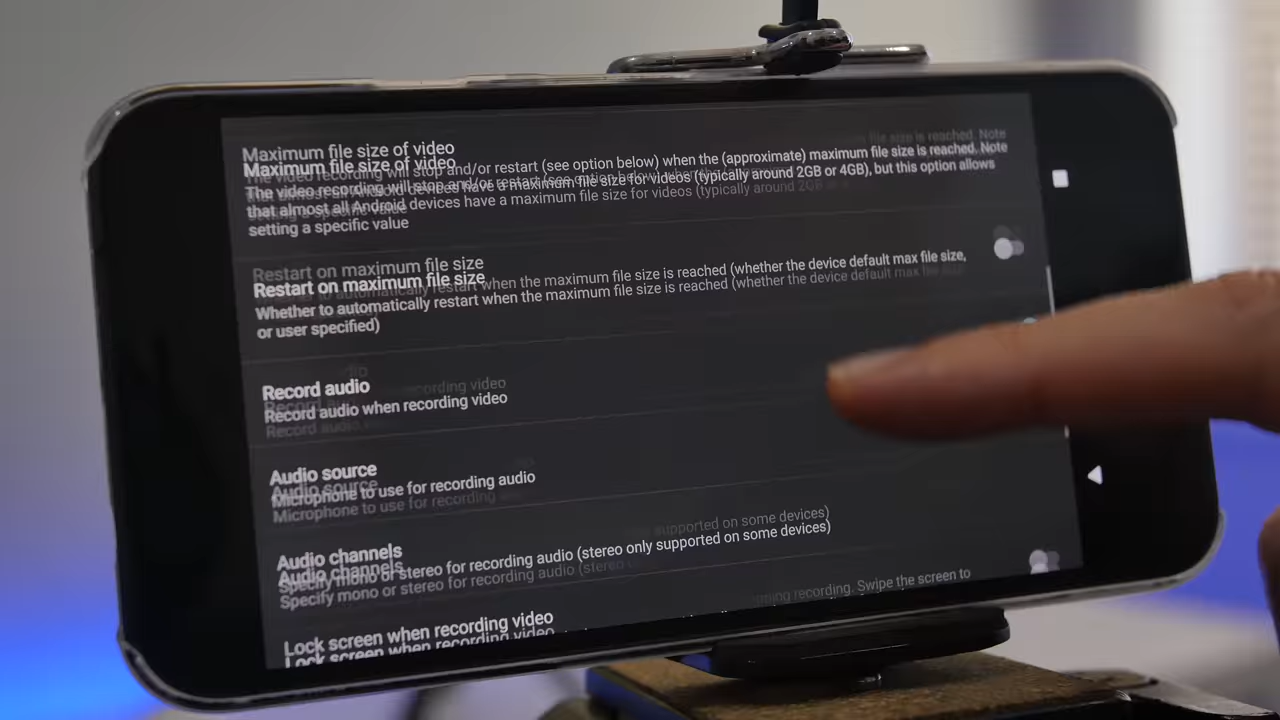 Maximum file size of video
The video recording will stop and/or restart (see option below) when the (approximate) maximum file size is reached. Note
that almost all Android devices have a maximum file size for videos (typically around 2GB or 4GB), but this option allows
setting a specific value
Restart on maximum file size
Whether to automatically restart when the maximum file size is reached (whether the device default max file size,
or user specified)
Record audio
Record audio when recording video
Audio source
Microphone to use for recording audio
Audio channels
Specify mono or stereo for recording audio (stereo only supported on some devices)
Lock screen when recording video
recording. Swipe the screen to